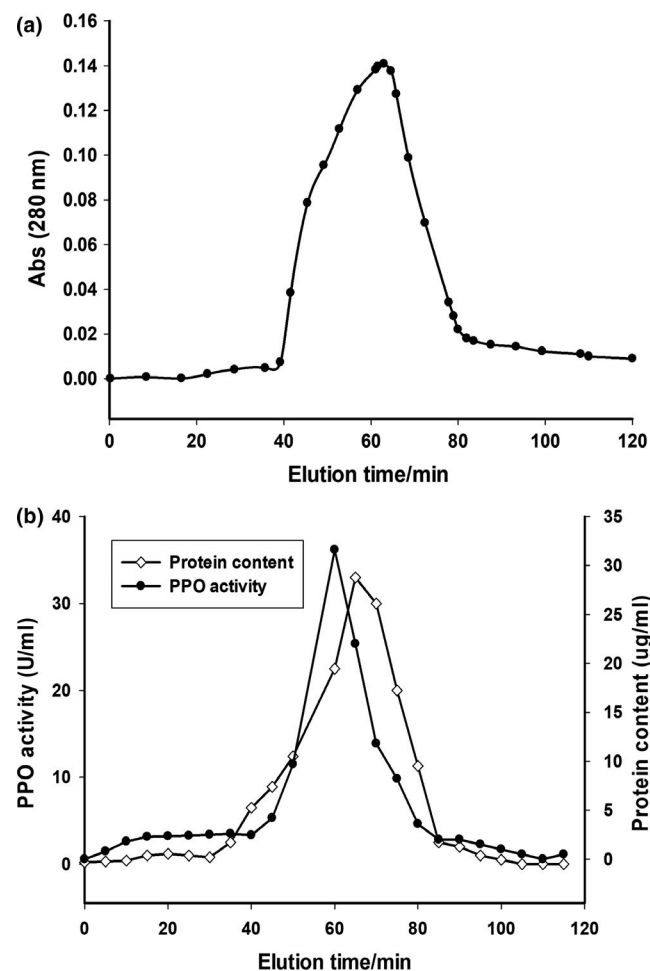 (a)
0.16
0.14
0.12
0.10
0.08
0.06
0.04
0.02
0.00
Abs (280 nm)
0 20 40 60 80 100 120
Elution time/min
(b)
40
30
20
10
0
PPO activity (U/ml)
Protein content
PPO activity
35
30
25
20
15
10
5
0
Protein content (ug/ml)
0 20 40 60 80 100 120
Elution time/min